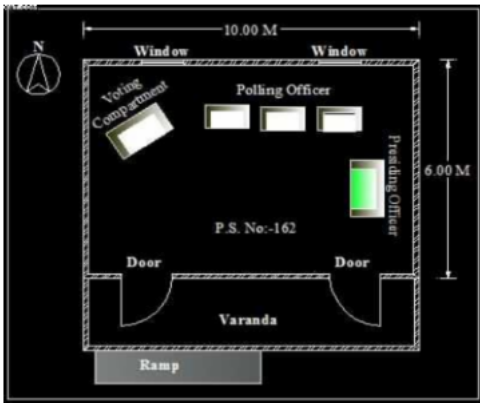 10.00 M
N
Window
Window
Voting
Compartment
Polling Officer
Presiding Officer
6.00 M
P.S. No:-162
Door
Door
Varanda
Ramp